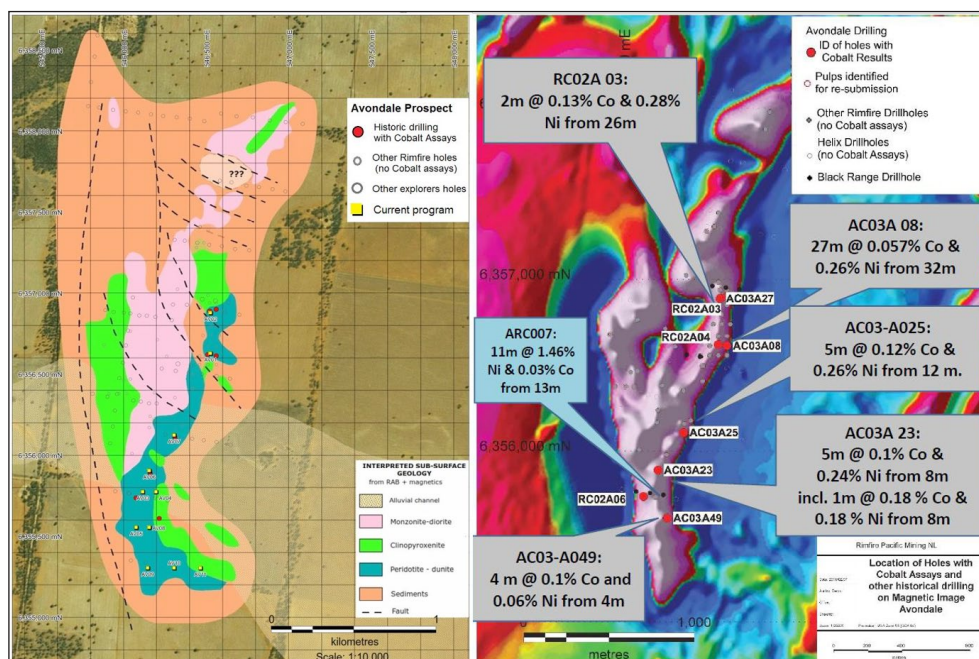 Avondale Prospect
Historic drilling
with Cobalt Assays
Other Rimfire holes
(no Cobalt assays)
Other explorers holes
Current program
???
6,357,000 mN
6,356,500 mN
6,356,000 mN
INTERPRETED SUB-SURFACE
GEOLOGY
from RAB + magnetics
Alluvial channel
Monzonite-diorite
Clinopyroxenite
Peridotite - dunite
Sediments
Fault
0
1
kilometres
Scale: 1:10,000
Avondale Drilling
ID of holes with
Cobalt Results
Pulps identified
for re-submission
Other Rimfire Drillholes
(no Cobalt assays)
Helix Drillholes
(no Cobalt Assays)
Black Range Drillhole
mE
RC02A 03:
2m @ 0.13% Co & 0.28%
Ni from 26m
6,357,000 mN
AC03A 08:
27m @ 0.057% Co &
0.26% Ni from 32m
RC02A03
AC03A27
RC02A04
AC03A08
ARC007:
11m @ 1.46%
Ni & 0.03% Co
from 13m
AC03-A025:
5m @ 0.12% Co &
0.26% Ni from 12 m.
AC03A25
6,356,000 mN
AC03A 23:
5m @ 0.1% Co &
0.24% Ni from 8m
incl. 1m @ 0.18 % Co &
0.18 % Ni from 8m
AC03A23
RC02A06
AC03A49
AC03-A049:
4 m @ 0.1% Co and
0.06% Ni from 4m
0
1,000
metres
Rimfire Pacific Mining NL
Location of Holes with
Cobalt Assays and
other historical drilling
on Magnetic Image
Avondale